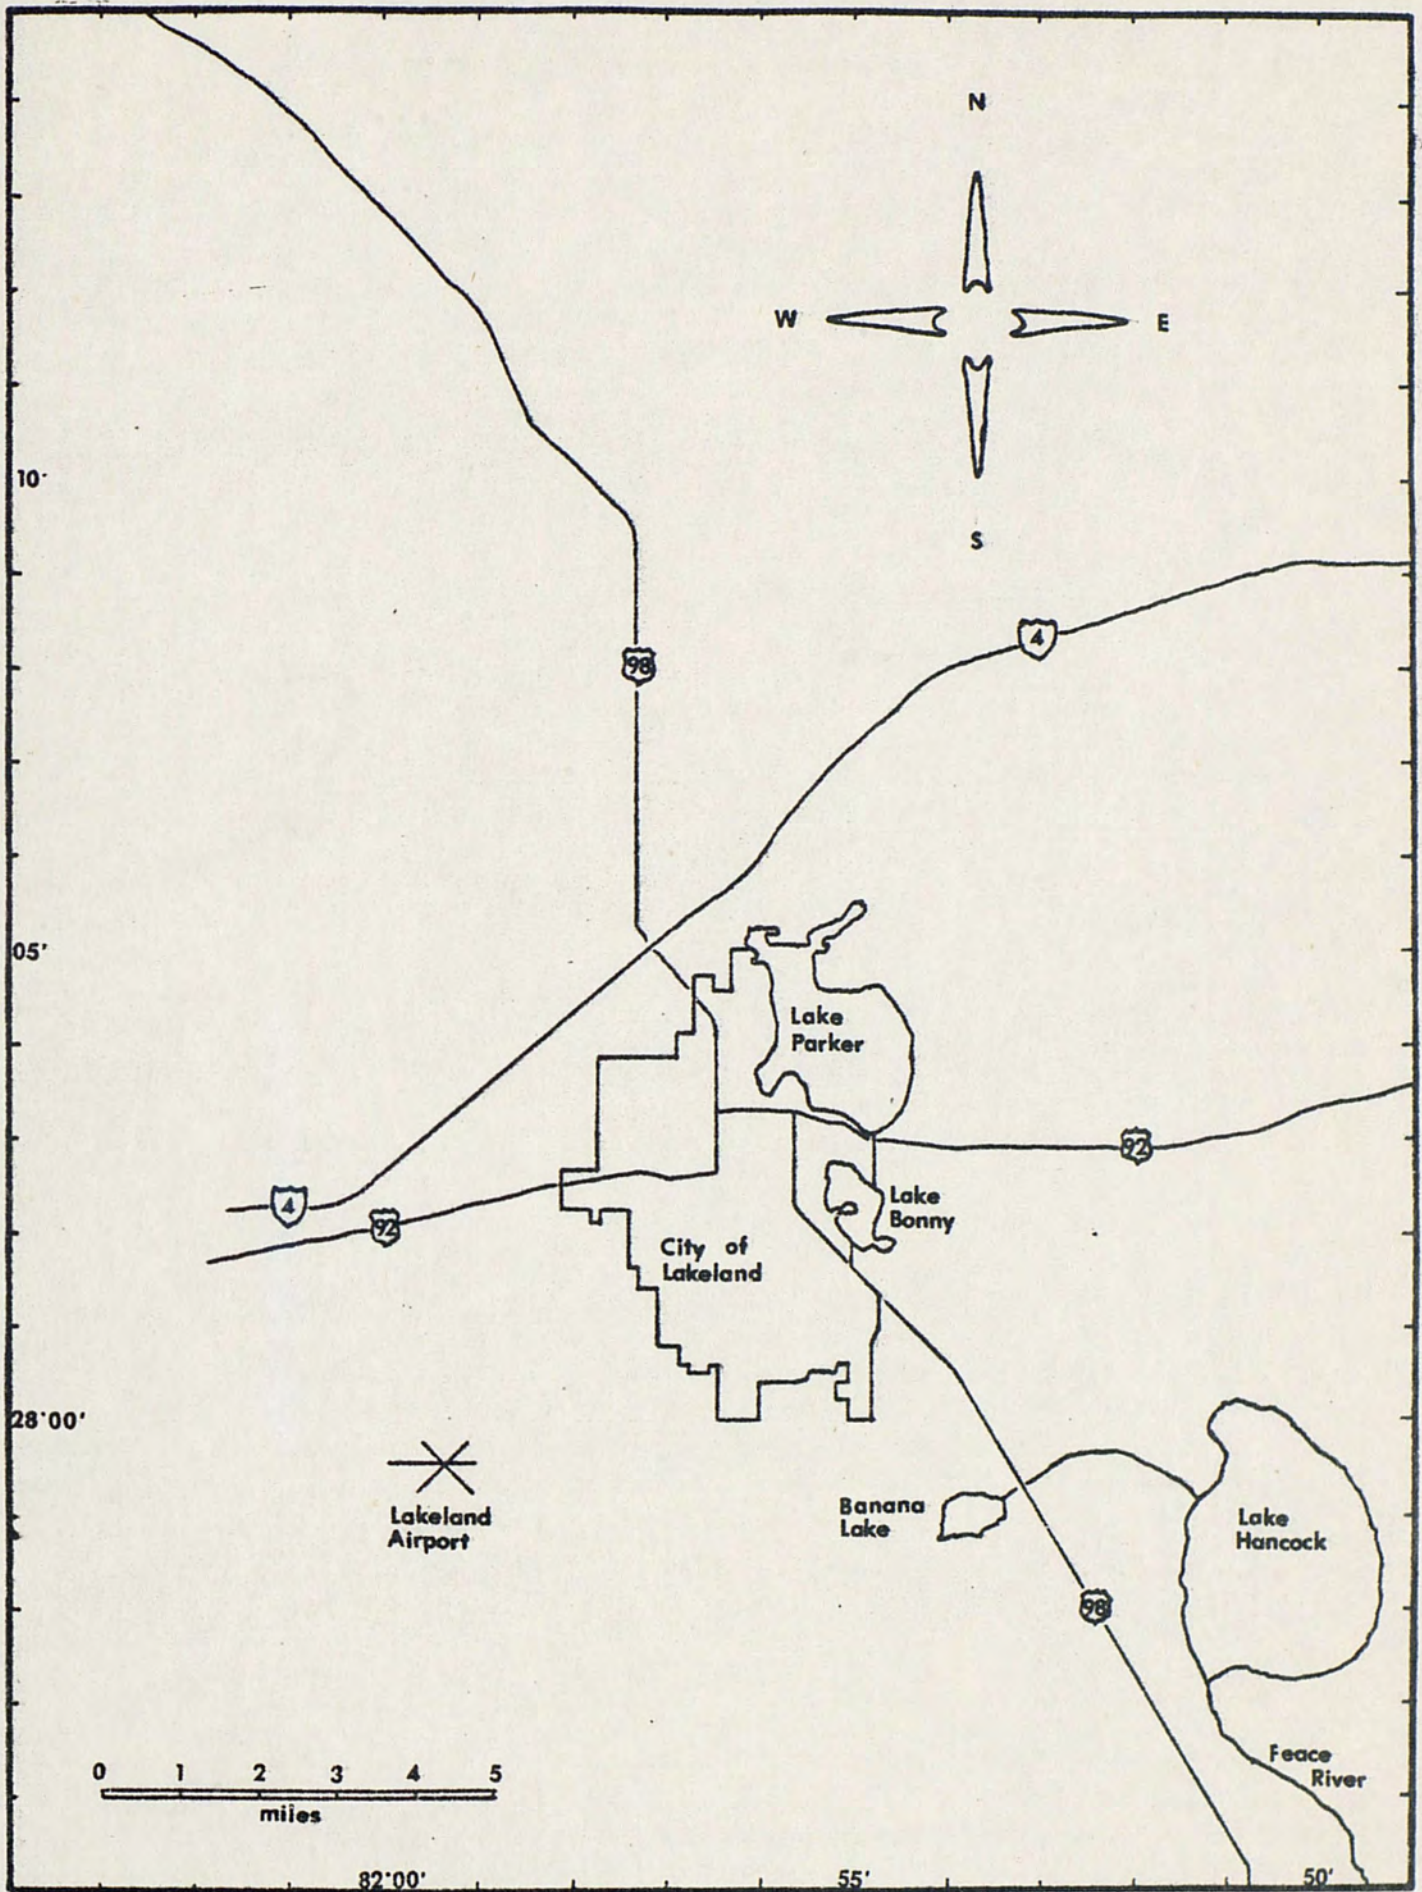 N
W
E
S
10'
4
98
05'
Lake
Parker
92
4
92
Lake
Bonny
City of
Lakeland
28°00'
Lakeland
Airport
Banana
Lake
Lake
Hancock
98
Feace
River
0 1 2 3 4 5
miles
82°00'
55'
50'